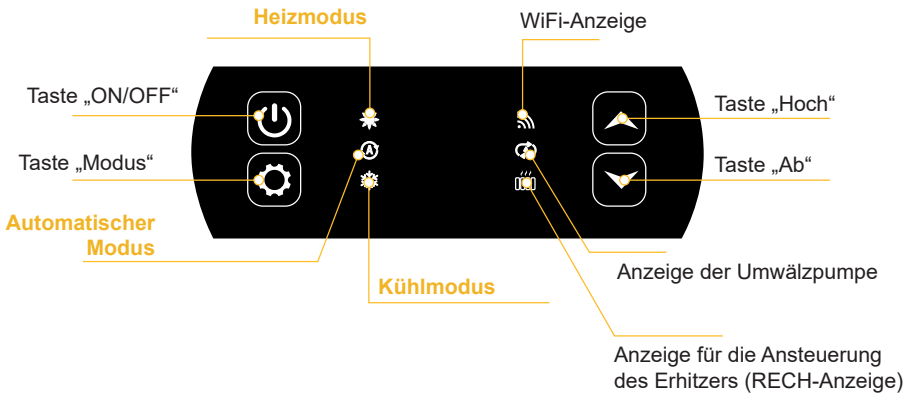 Heizmodus
WiFi-Anzeige
Taste „ON/OFF“
Taste „Hoch“
Taste „Modus“
Taste „Ab“
A
Automatischer
Modus
Kühlmodus
Anzeige der Umwälzpumpe
Anzeige für die Ansteuerung
des Erhitzers (RECH-Anzeige)